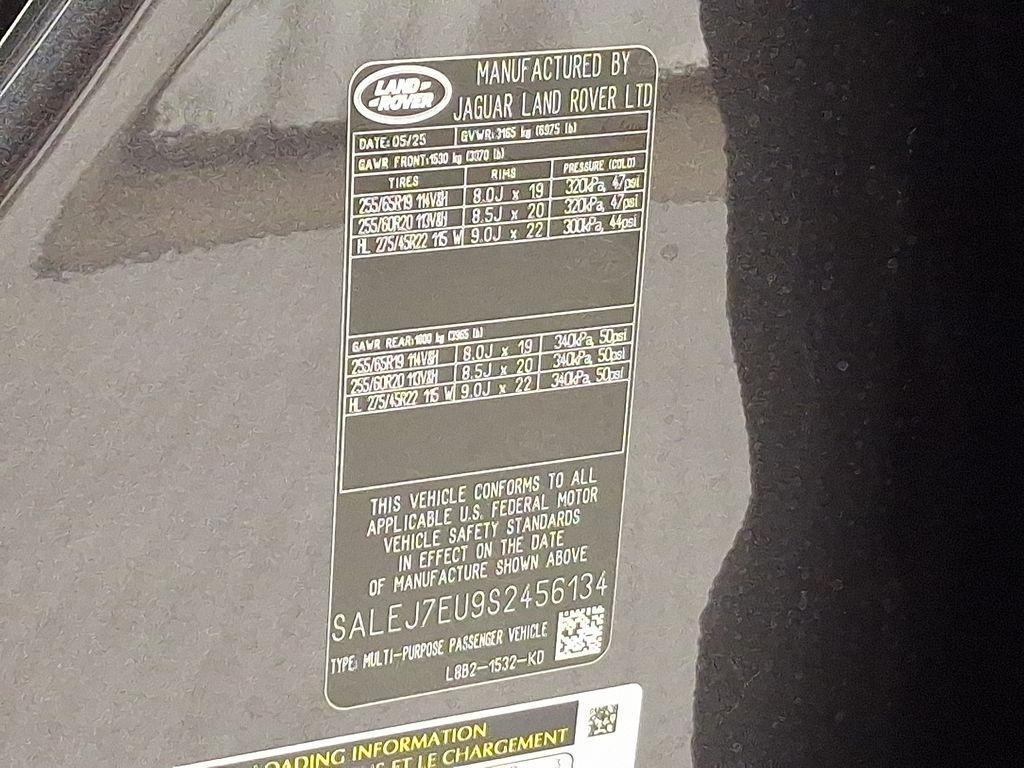 LAND-
-ROVER
MANUFACTURED BY
JAGUAR LAND ROVER LTD
DATE: 05/25 GVWR: 3165 kg (6975 lb)
GAWR FRONT: 1530 kg (3370 lb)
TIRES RIMS PRESSURE (COLD)
255/65R19 114V&H 8.0J x 19 320kPa, 47psi
255/60R20 113V&H 8.5J x 20 320kPa, 47psi
HL 275/45R22 115 W 9.0J x 22 300kPa, 44psi
GAWR REAR: 1800 kg (3965 lb)
255/65R19 114V&H 8.0J x 19 340kPa, 50psi
255/60R20 113V&H 8.5J x 20 340kPa, 50psi
HL 275/45R22 115 W 9.0J x 22 340kPa, 50psi
THIS VEHICLE CONFORMS TO ALL
APPLICABLE U.S. FEDERAL MOTOR
VEHICLE SAFETY STANDARDS
IN EFFECT ON THE DATE
OF MANUFACTURE SHOWN ABOVE
SALEJ7EU9S2456134
TYPE: MULTI-PURPOSE PASSENGER VEHICLE
L8B2-1532-KD
LOADING INFORMATION
ET LE CHARGEMENT